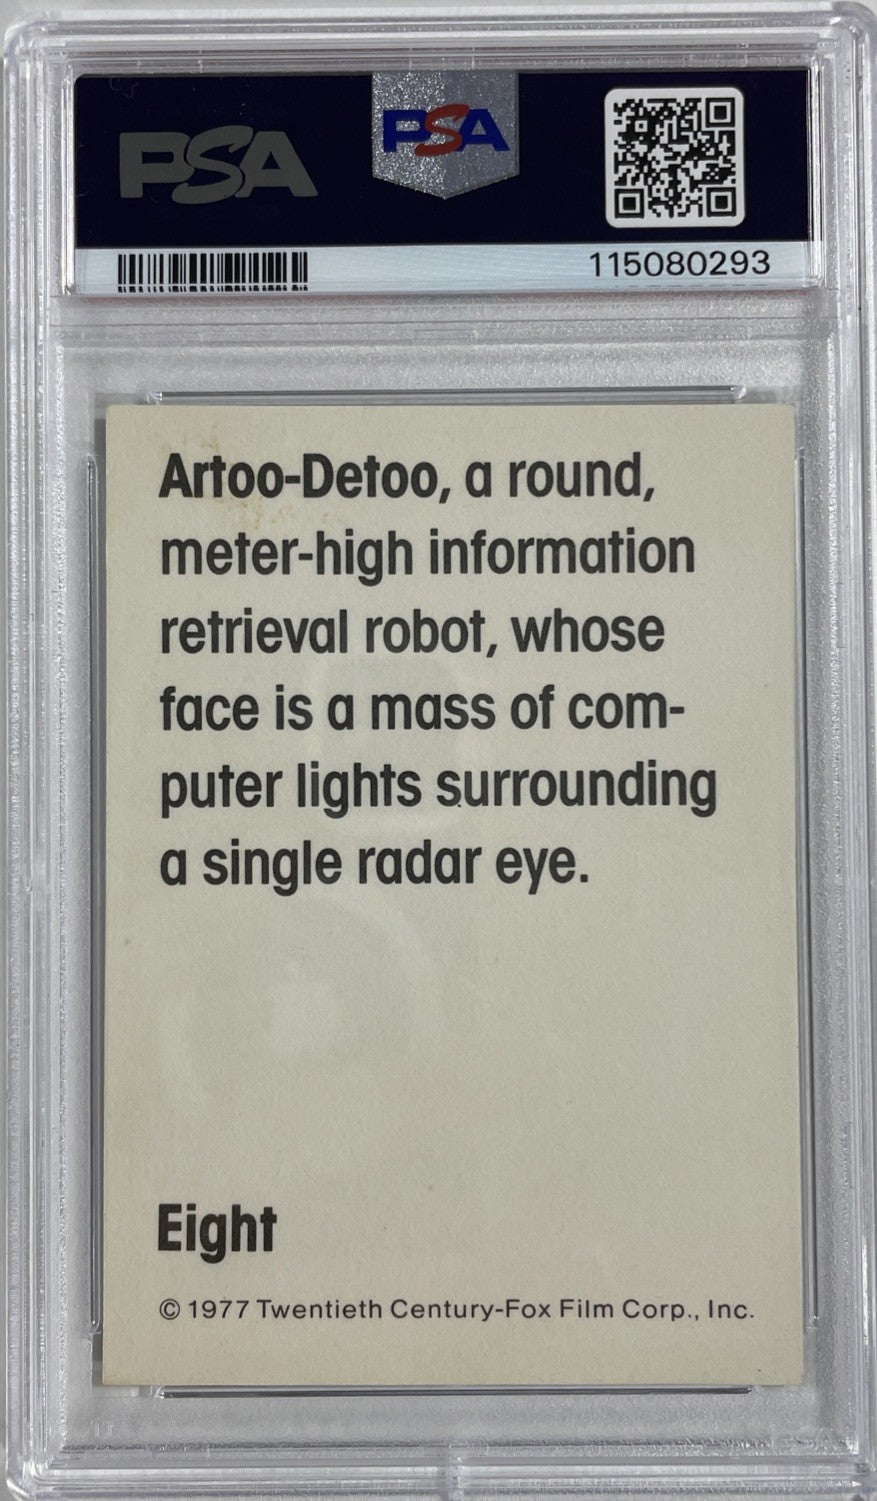 PSA
PSA
115080293
Artoo-Detoo, a round,
meter-high information
retrieval robot, whose
face is a mass of com-
puter lights surrounding
a single radar eye.
Eight
© 1977 Twentieth Century-Fox Film Corp., Inc.